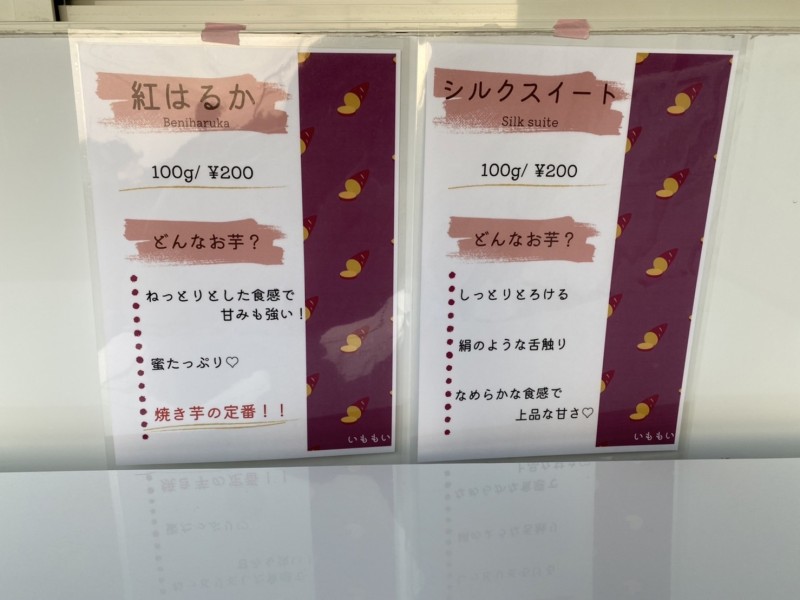 紅はるか
Beniharuka
100g/ ¥200
どんなお芋？
ねっとりとした食感で
甘みも強い！
蜜たっぷり♡
焼き芋の定番！！
いももい
シルクスイート
Silk suite
100g/ ¥200
どんなお芋？
しっとりとろける
絹のような舌触り
なめらかな食感で
上品な甘さ♡
いももい